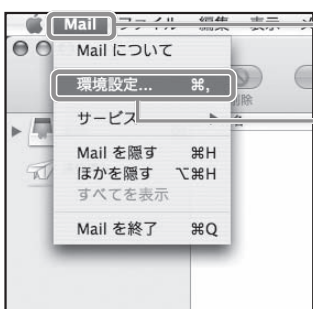 Mail ファイル 編集 表示
Mail について
環境設定... ⌘,
サービス ▶
Mail を隠す ⌘H
ほかを隠す ⌥⌘H
すべてを表示
Mail を終了 ⌘Q